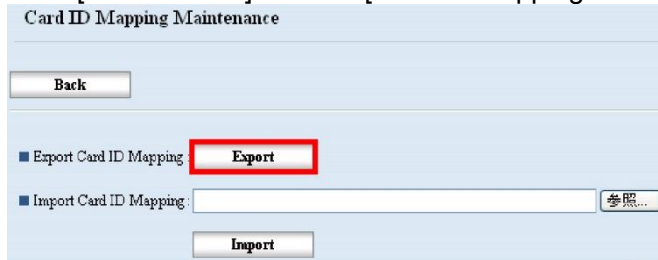 Card ID Mapping Maintenance
Back
Export Card ID Mapping : Export
Import Card ID Mapping : 参照...
Import